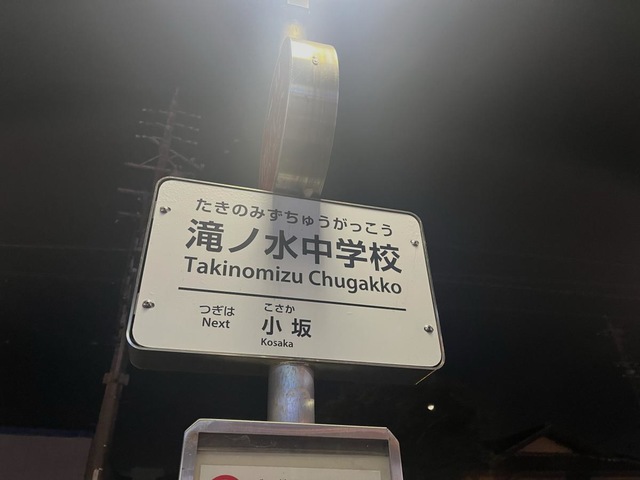 たきのみずちゅうがっこう
滝ノ水中学校
Takinomizu Chugakko
つぎは こさか
Next 小坂
Kosaka